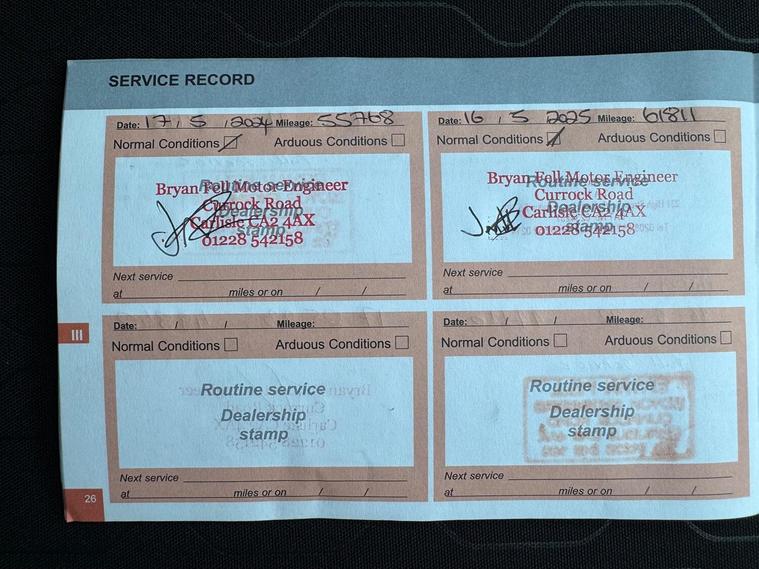 SERVICE RECORD
Date: 17 / 5 / 2024 Mileage: 55768
Normal Conditions Arduous Conditions
Routine service
Dealership
stamp
Bryan Fell Motor Engineer
Currock Road
Carlisle CA2 4AX
01228 542158
Next service
at miles or on / /
Date: 16 / 5 2025 Mileage: 61811
Normal Conditions Arduous Conditions
Routine service
Dealership
stamp
Bryan Fell Motor Engineer
Currock Road
Carlisle CA2 4AX
01228 542158
Next service
at miles or on / /
III
Date: / / Mileage:
Normal Conditions Arduous Conditions
Routine service
Dealership
stamp
Next service
at miles or on / /
Date: / / Mileage:
Normal Conditions Arduous Conditions
Routine service
Dealership
stamp
Next service
at miles or on / /
26